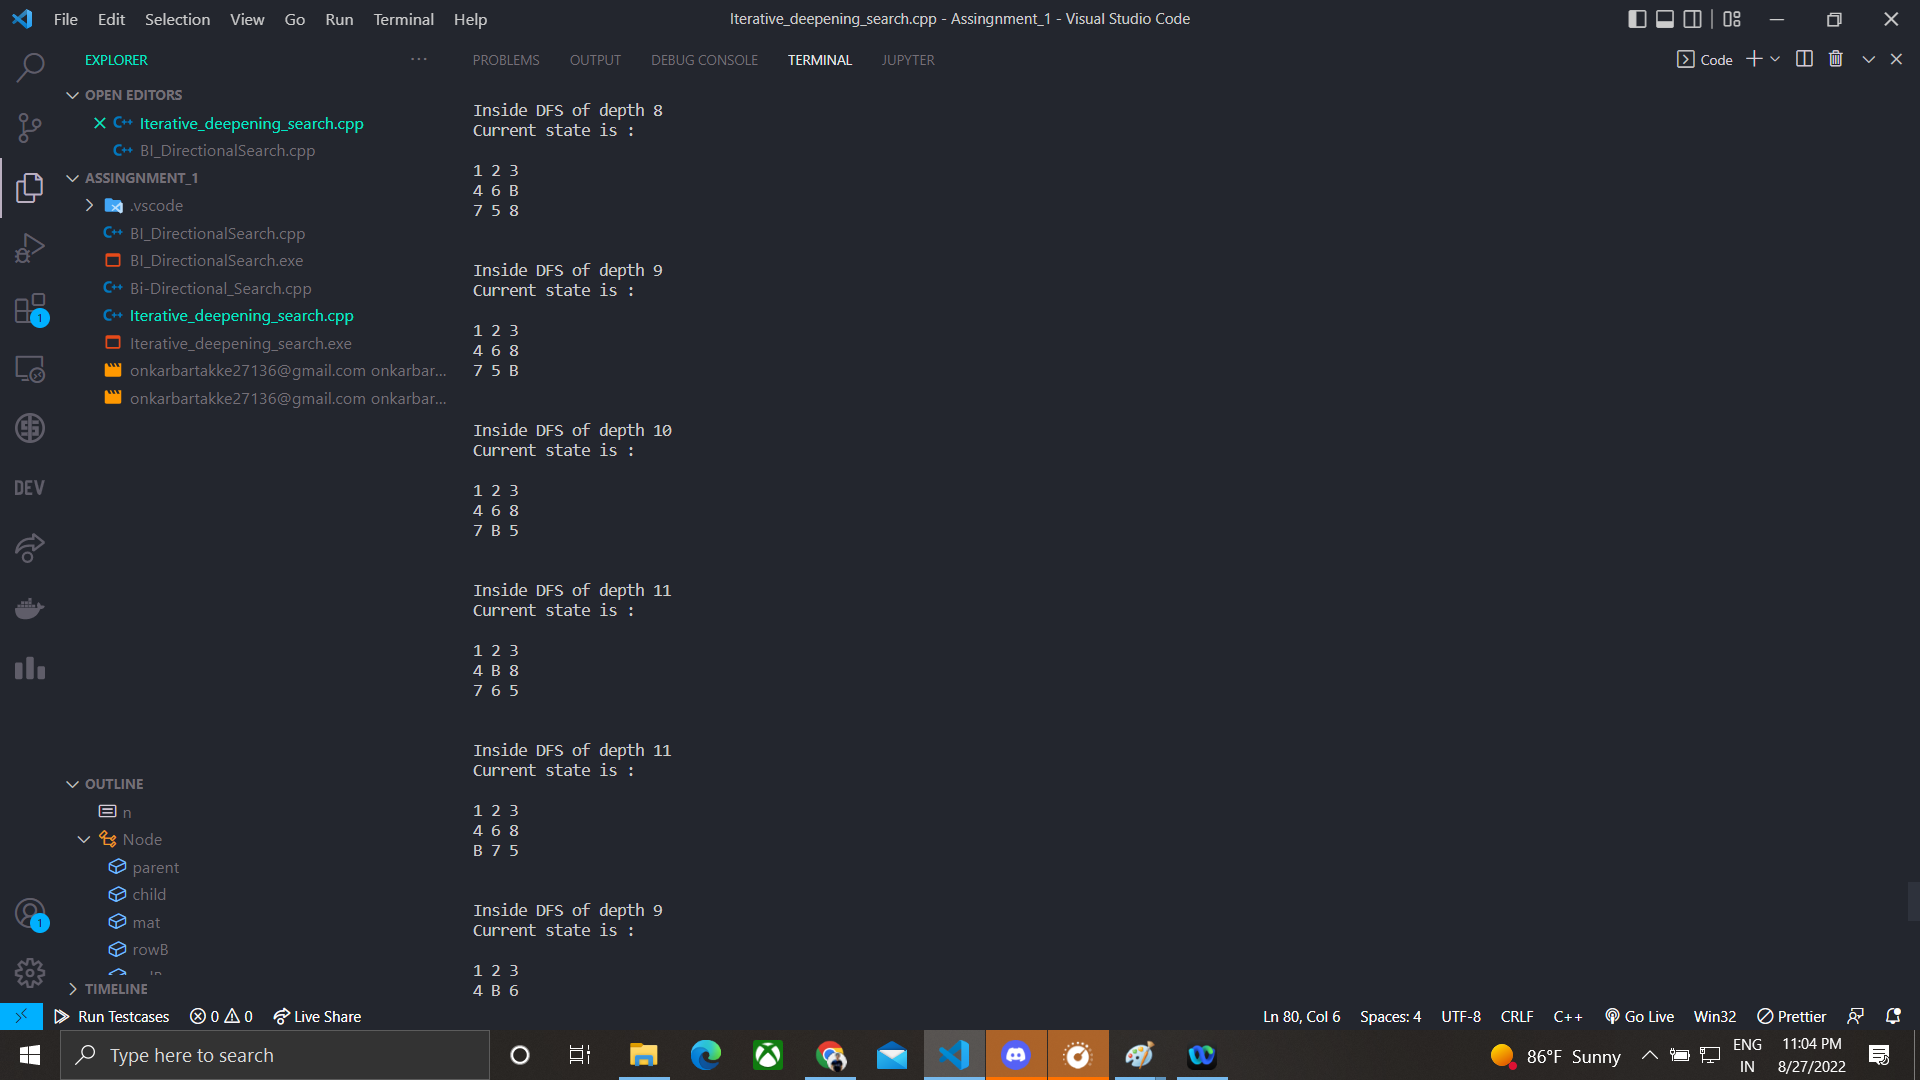 File Edit Selection View Go Run Terminal Help
Iterative_deepening_search.cpp - Assingnment_1 - Visual Studio Code
EXPLORER
PROBLEMS OUTPUT DEBUG CONSOLE TERMINAL JUPYTER
Code
OPEN EDITORS
Iterative_deepening_search.cpp
BI_DirectionalSearch.cpp
ASSINGNMENT_1
.vscode
BI_DirectionalSearch.cpp
BI_DirectionalSearch.exe
Bi-Directional_Search.cpp
Iterative_deepening_search.cpp
Iterative_deepening_search.exe
onkarbartakke27136@gmail.com onkarbar...
onkarbartakke27136@gmail.com onkarbar...
1
DEV
OUTLINE
n
Node
parent
child
mat
rowB
1
TIMELINE
Inside DFS of depth 8
Current state is :
1 2 3
4 6 B
7 5 8
Inside DFS of depth 9
Current state is :
1 2 3
4 6 8
7 5 B
Inside DFS of depth 10
Current state is :
1 2 3
4 6 8
7 B 5
Inside DFS of depth 11
Current state is :
1 2 3
4 B 8
7 6 5
Inside DFS of depth 11
Current state is :
1 2 3
4 6 8
B 7 5
Inside DFS of depth 9
Current state is :
1 2 3
4 B 6
Run Testcases 0 0 Live Share
Ln 80, Col 6 Spaces: 4 UTF-8 CRLF C++ Go Live Win32 Prettier
Type here to search
86°F Sunny
ENG
IN
11:04 PM
8/27/2022